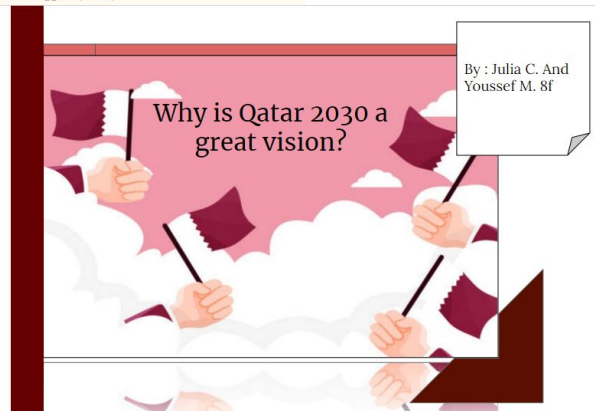 Why is Qatar 2030 a
great vision?
By : Julia C. And
Youssef M. 8f